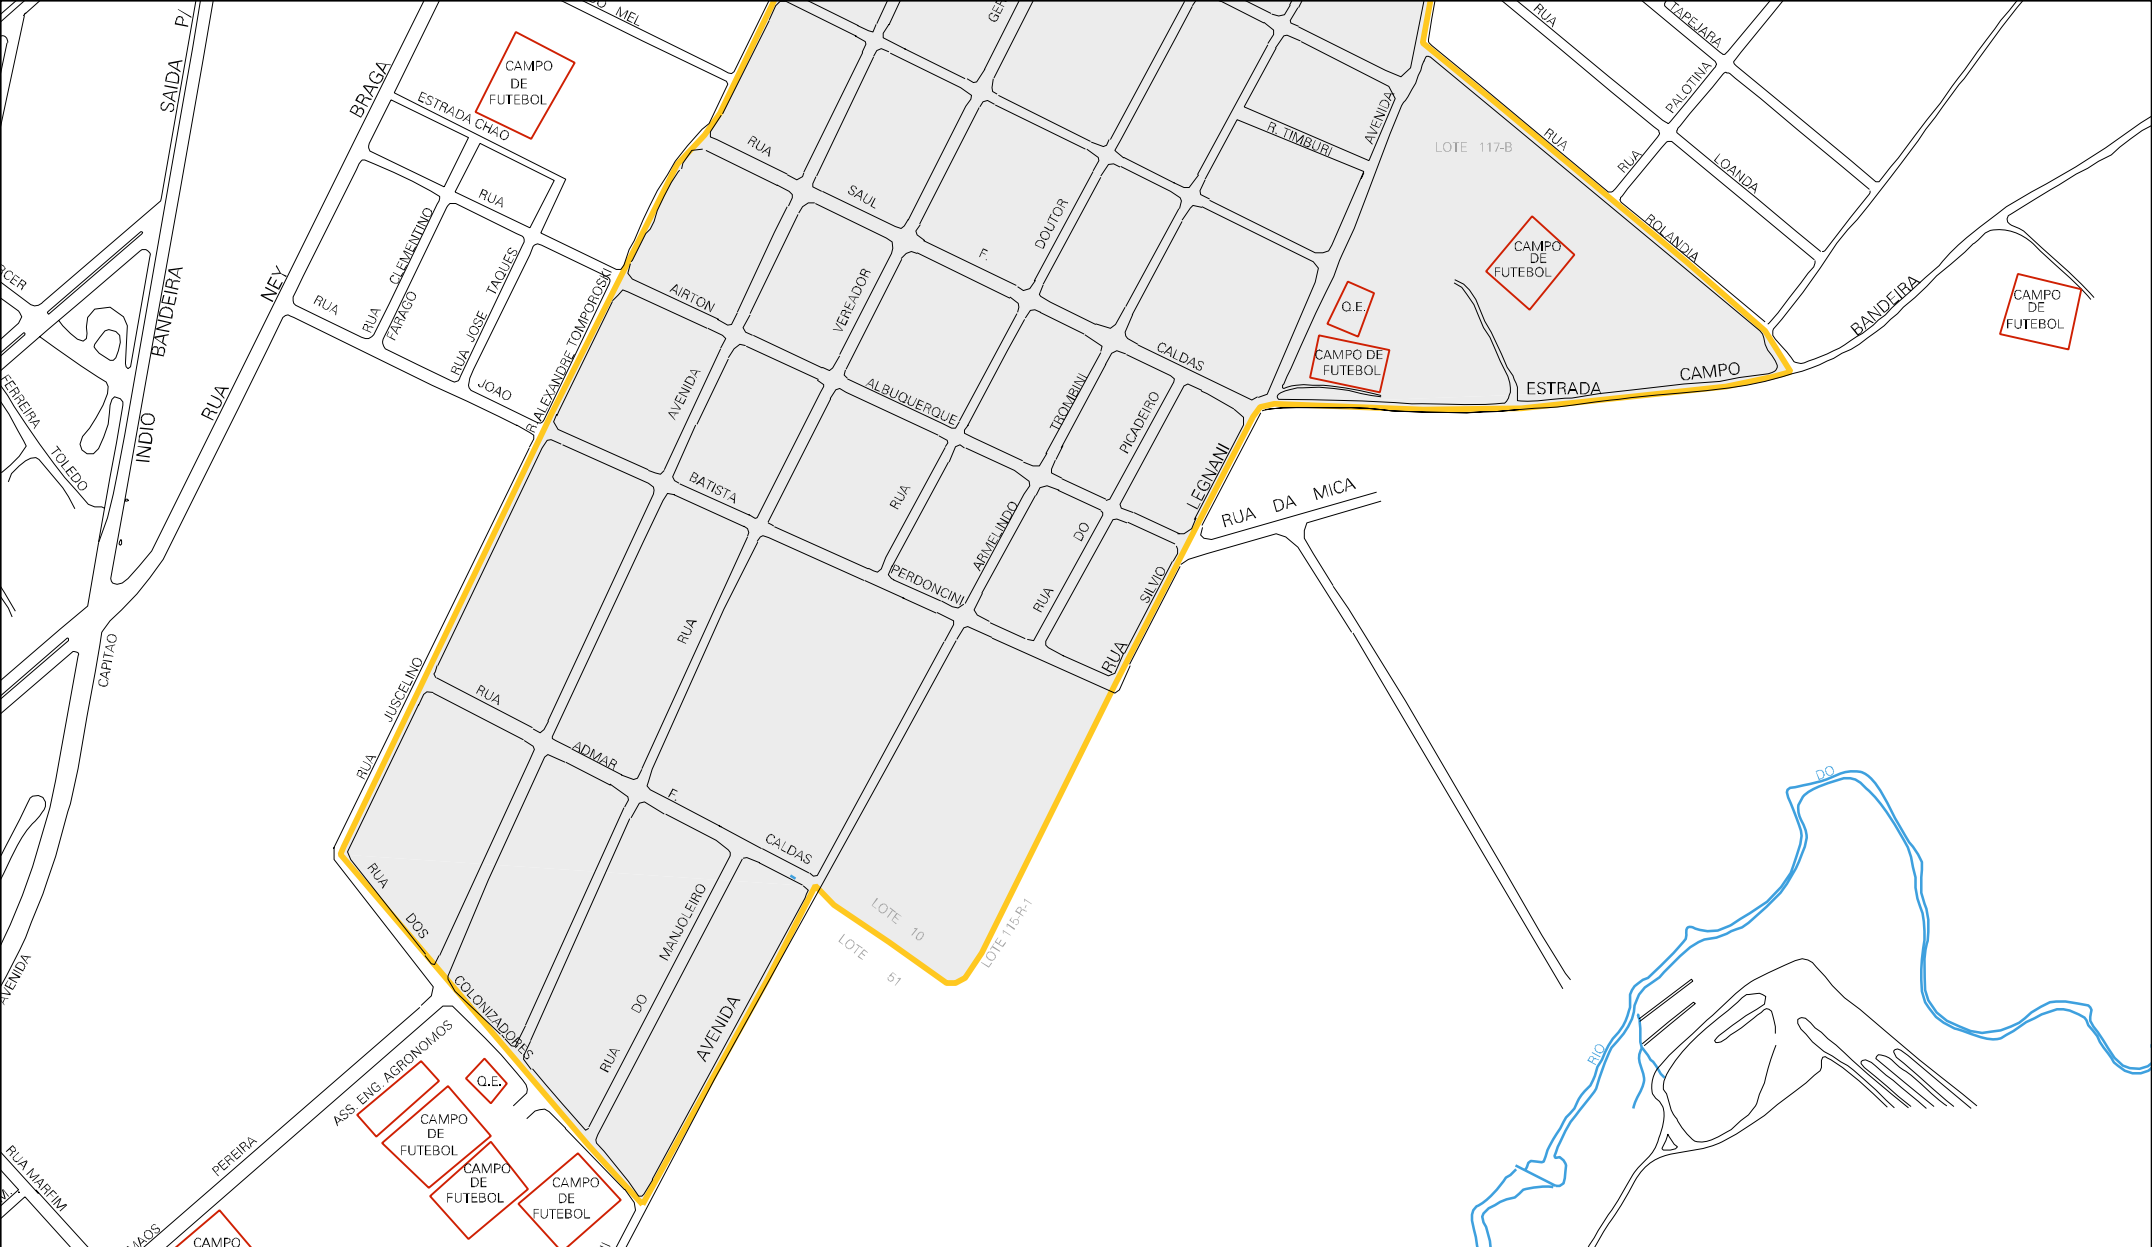 MEL
SAIDA P/
BRAGA
CAMPO
DE
FUTEBOL
ESTRADA CHAO
RUA
SAUL
F.
DOUTOR
R. TIMBURI
AVENIDA
LOTE 117-B
RUA
TAPEJARA
PALOTINA
RUA
RUA
LOANDA
ROLANDIA
RUA
CLEMENTINO
FARAGO
RUA
RUA
RUA JOSE TAQUES
JOAO
NEY
RUA
INDIO BANDEIRA
FERREIRA
TOLEDO
R. ALEXANDRE TOMPOROSKI
AIRTON
VEREADOR
AVENIDA
ALBUQUERQUE
CALDAS
CAMPO
DE
FUTEBOL
Q.E.
CAMPO DE
FUTEBOL
ESTRADA CAMPO BANDEIRA
CAMPO
DE
FUTEBOL
BATISTA
RUA
TROMBINI
PICADEIRO
LEGNANI
RUA DA MICA
ARMELINDO
DO
RUA
PERDONCINI
SILVIO
RUA
RUA
CAPITAO
JUSCELINO
RUA
RUA
ADMAR
F.
CALDAS
RUA
DOS
COLONIZADORES
MANJOLEIRO
DO
RUA
AVENIDA
LOTE 10
LOTE 51
LOTE 115-R-1
DO
RIO
AVENIDA
ASS. ENG. AGRONOMOS
Q.E.
CAMPO
DE
FUTEBOL
CAMPO
DE
FUTEBOL
CAMPO
DE
FUTEBOL
PEREIRA
RUA MARFIM
CAMPO